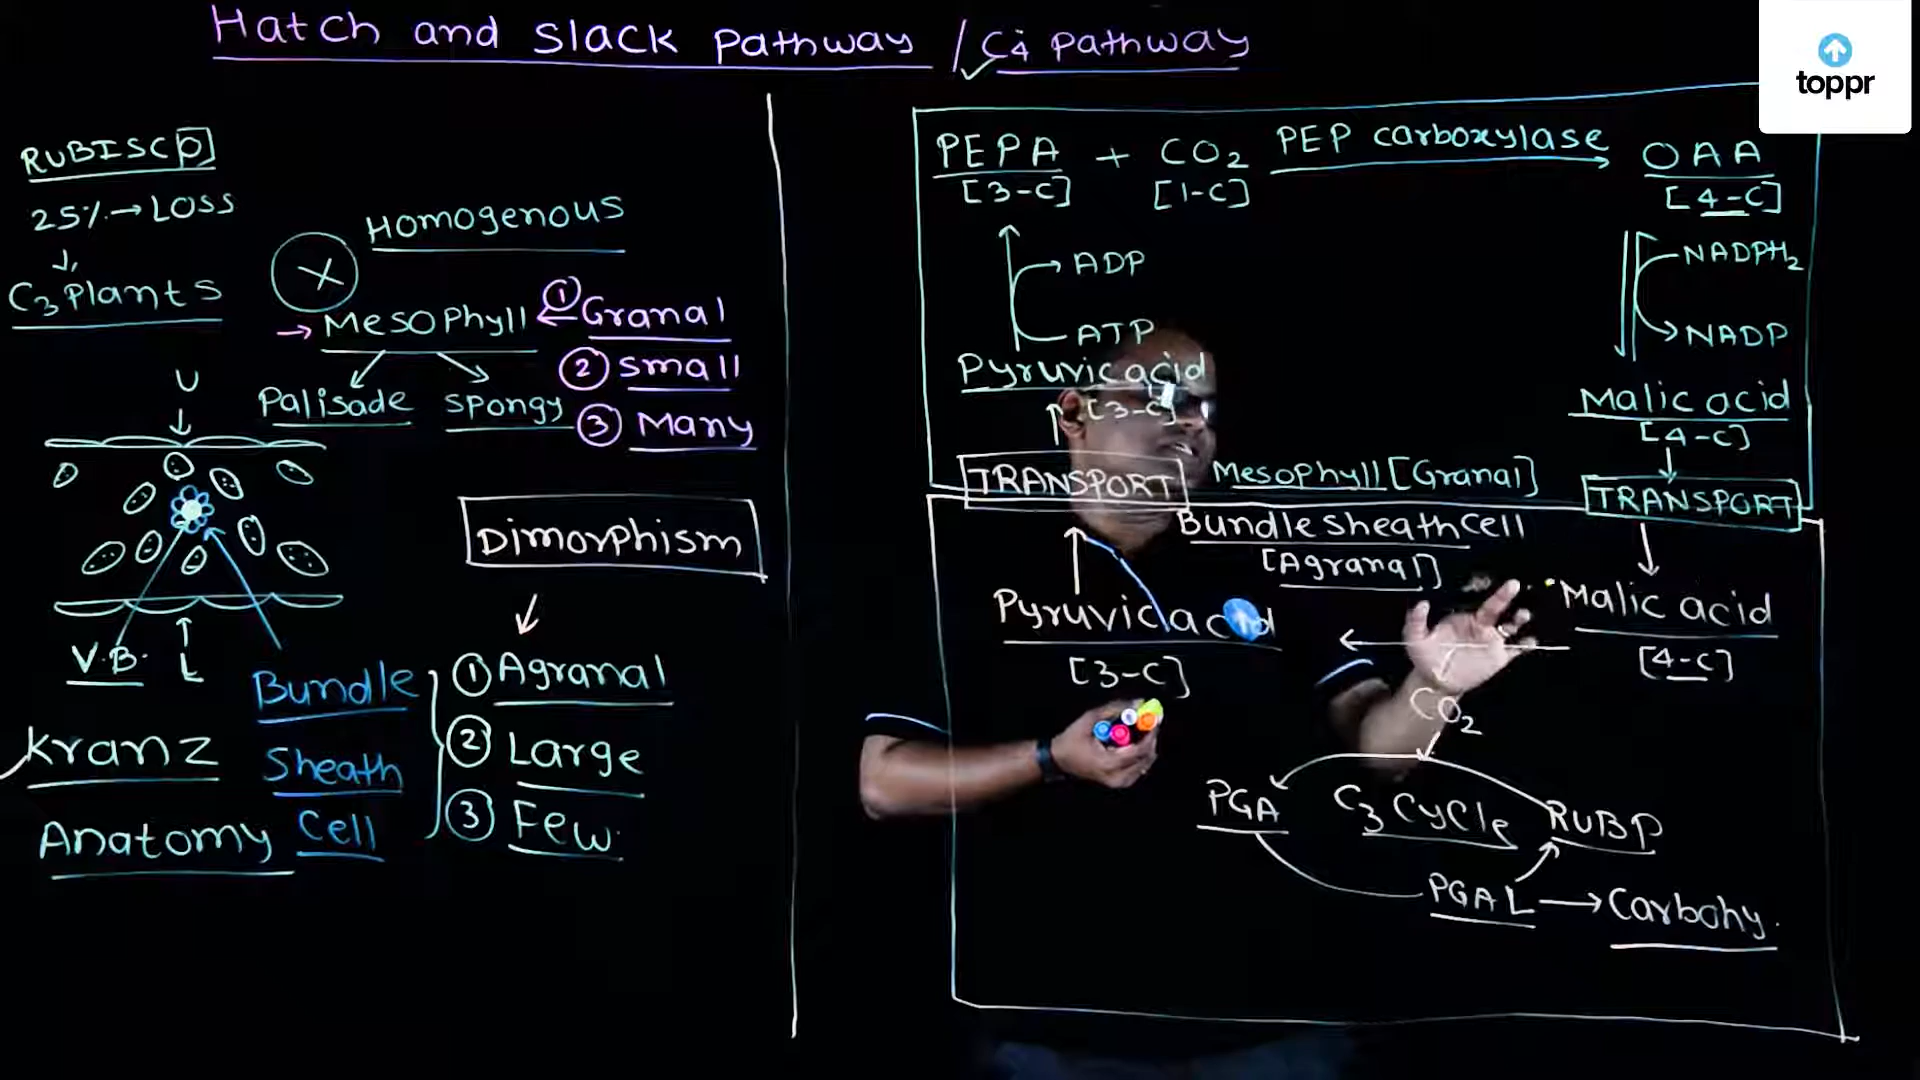 Hatch and Slack pathway / C4 pathway
toppr
RUBISCO
25% → LOSS
C3 Plants
Homogenous
X
→ Mesophyll
Palisade spongy
① Granal
② small
③ Many
U
V.B.
L
Kranz
Anatomy
Bundle
Sheath
Cell
Dimorphism
① Agranal
② Large
③ Few.
PEPA + CO2 PEP carboxylase OAA
[3-C] [1-C] [4-C]
ADP
ATP
NADPH2
NADP
Pyruvic acid
[3-C]
Malic acid
[4-C]
TRANSPORT Mesophyll [Granal] TRANSPORT
Bundle sheath cell
[Agranal]
Pyruvic acid
[3-C]
Malic acid
[4-C]
CO2
PGA C3 cycle RUBP
PGAL → Carbohy.